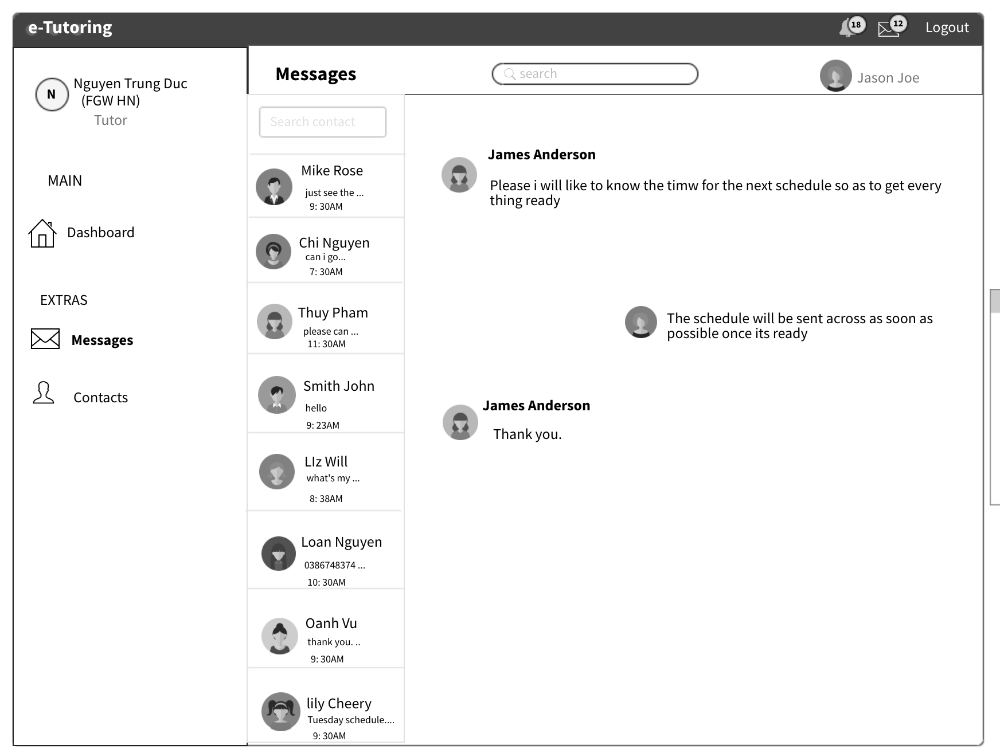 e-Tutoring
18
12
Logout
Nguyen Trung Duc
(FGW HN)
Tutor
MAIN
Dashboard
EXTRAS
Messages
Contacts
Messages
search
Jason Joe
Search contact
Mike Rose
just see the ...
9: 30AM
Chi Nguyen
can i go...
7: 30AM
Thuy Pham
please can ...
11: 30AM
Smith John
hello
9: 23AM
LIz Will
what's my ...
8: 38AM
Loan Nguyen
0386748374 ...
10: 30AM
Oanh Vu
thank you. ..
9: 30AM
lily Cheery
Tuesday schedule....
9: 30AM
James Anderson
Please i will like to know the timw for the next schedule so as to get every
thing ready
The schedule will be sent across as soon as
possible once its ready
James Anderson
Thank you.
N